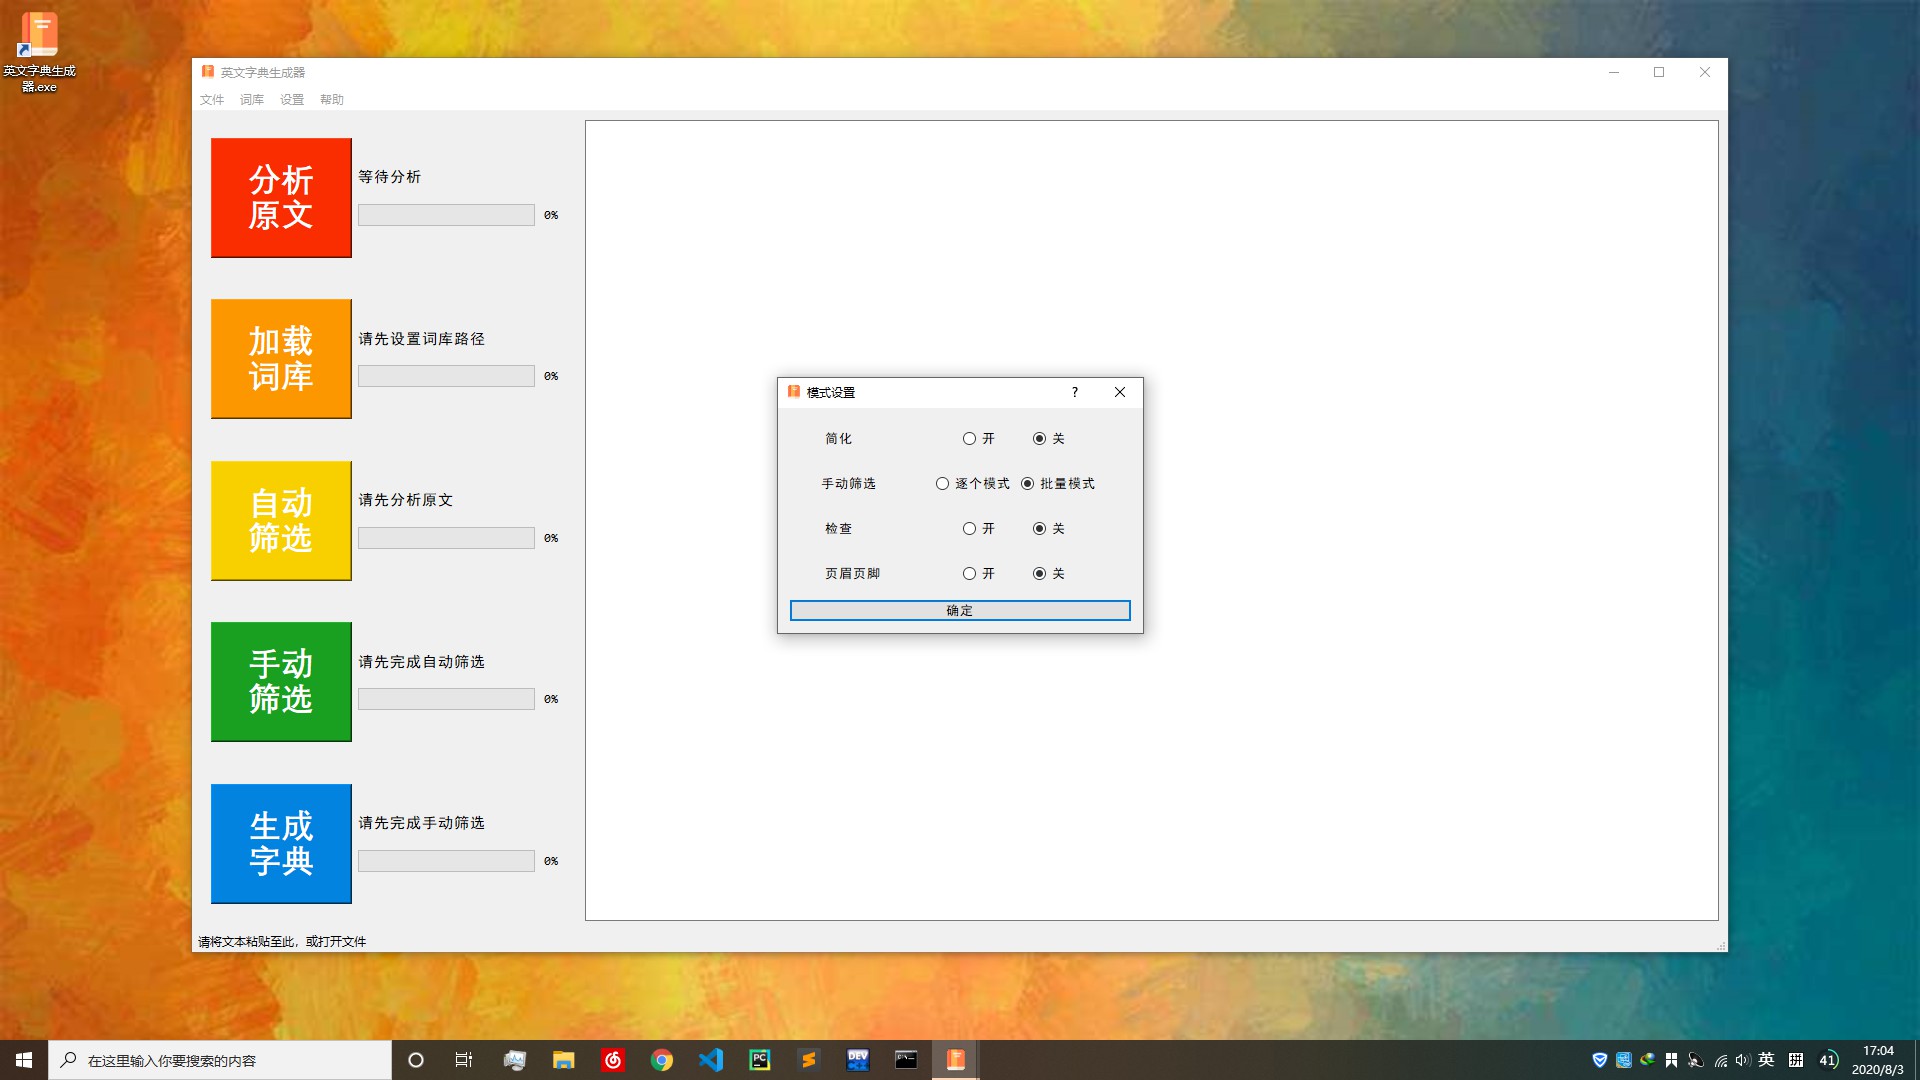 英文字典生成
器.exe
英文字典生成器
文件 词库 设置 帮助
分析
原文
等待分析
0%
加载
词库
请先设置词库路径
0%
自动
筛选
请先分析原文
0%
手动
筛选
请先完成自动筛选
0%
生成
字典
请先完成手动筛选
0%
模式设置
?
简化 开 关
手动筛选 逐个模式 批量模式
检查 开 关
页眉页脚 开 关
确定
请将文本粘贴至此，或打开文件
在这里输入你要搜索的内容
PC
DEV
英
拼
41
17:04
2020/8/3